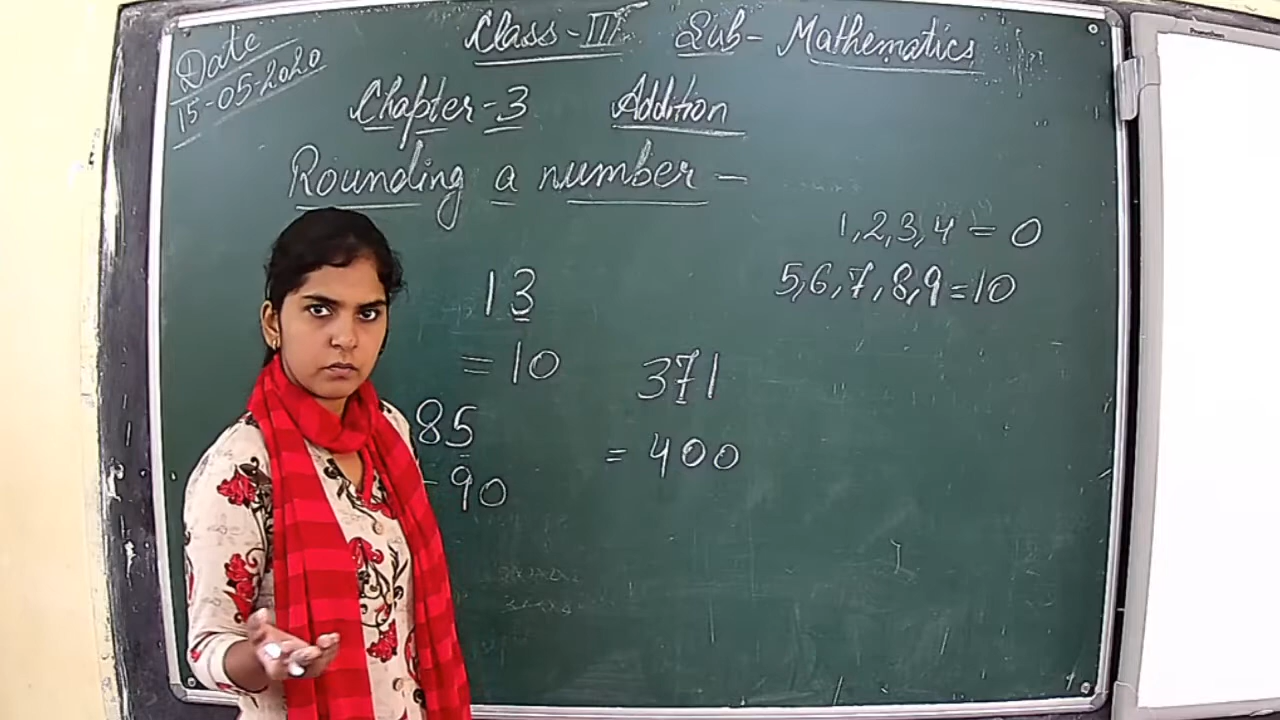 Date
15-05-2020
Class-III Sub- Mathematics
Chapter-3 Addition
Rounding a number -
1,2,3,4 = 0
5,6,7,8,9=10
13
= 10
85
- 90
371
= 400